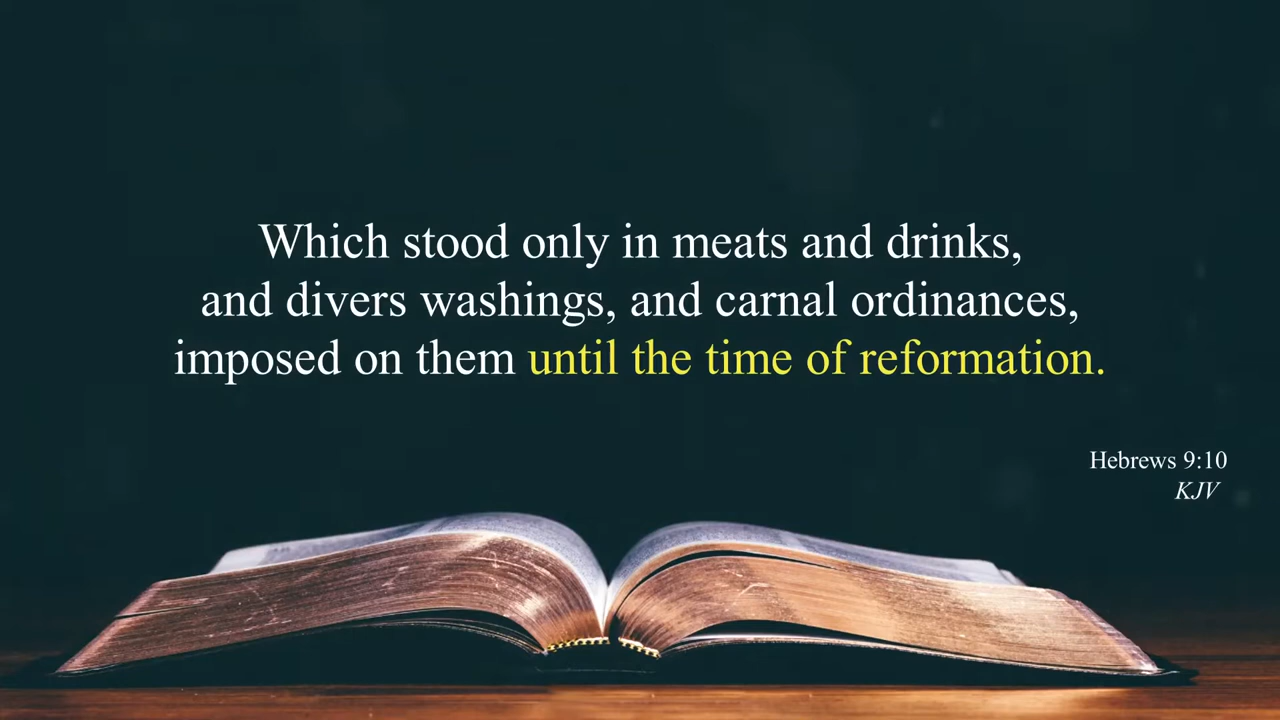 Which stood only in meats and drinks,
and divers washings, and carnal ordinances,
imposed on them until the time of reformation.
Hebrews 9:10
KJV